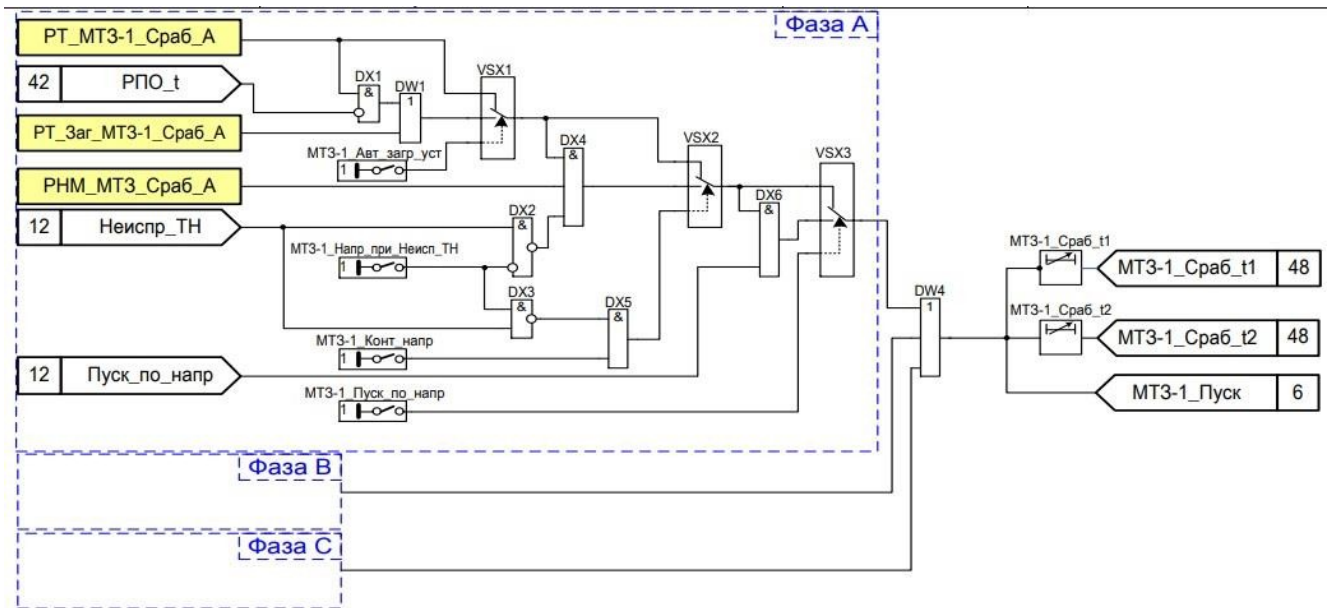 Фаза А
РТ_МТЗ-1_Сраб_А
42 РПО_t
DX1
&
DW1
1
VSX1
РТ_Заг_МТЗ-1_Сраб_А
МТЗ-1_Авт_загр_уст
1
DX4
&
VSX2
VSX3
РНМ_МТЗ_Сраб_А
12 Неиспр_ТН
DX2
&
DX6
&
МТЗ-1_Напр_при_Неисп_ТН
1
DX3
&
DX5
&
МТЗ-1_Конт_напр
1
12 Пуск_по_напр
МТЗ-1_Пуск_по_напр
1
DW4
1
МТЗ-1_Сраб_t1
МТЗ-1_Сраб_t1 48
МТЗ-1_Сраб_t2
МТЗ-1_Сраб_t2 48
МТЗ-1_Пуск 6
Фаза В
Фаза С